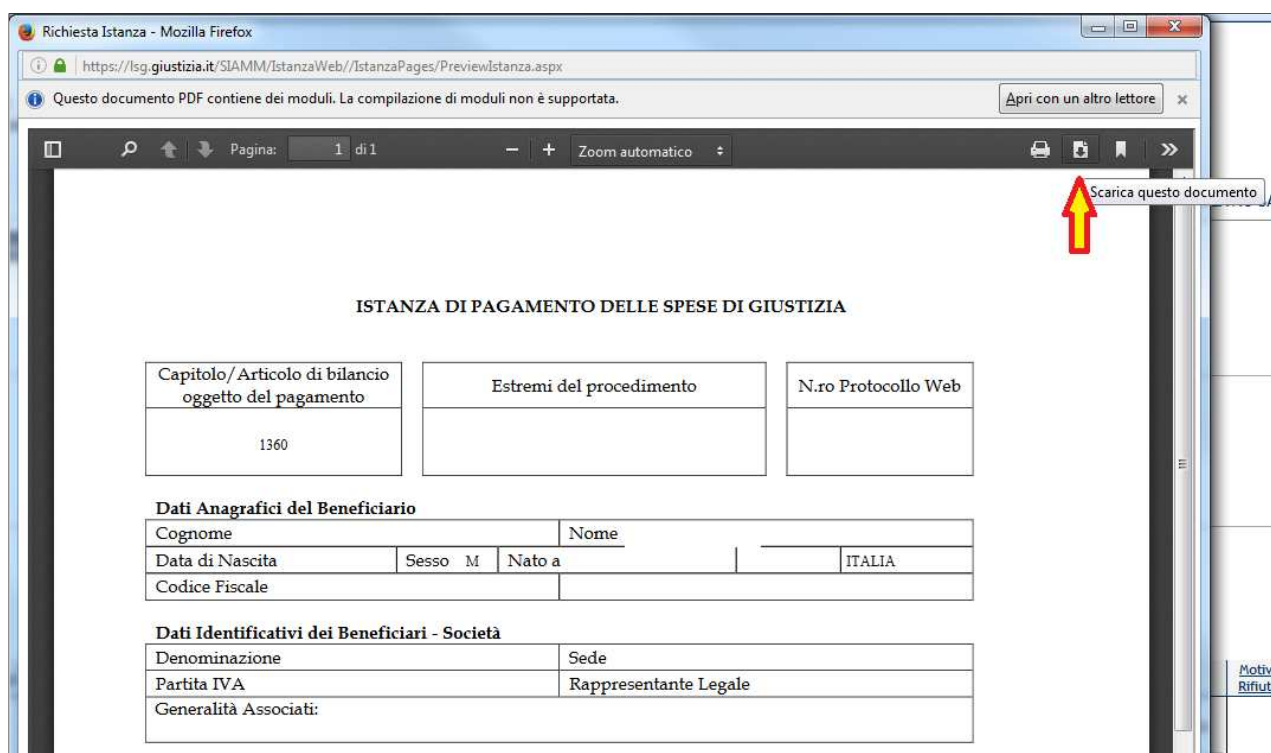 Richiesta Istanza - Mozilla Firefox
https://lsg.giustizia.it/SIAMM/IstanzaWeb//IstanzaPages/PreviewIstanza.aspx
Questo documento PDF contiene dei moduli. La compilazione di moduli non è supportata. Apri con un altro lettore
Pagina: 1 di 1 Zoom automatico
Scarica questo documento
ISTANZA DI PAGAMENTO DELLE SPESE DI GIUSTIZIA
Capitolo/Articolo di bilancio
oggetto del pagamento
Estremi del procedimento
N.ro Protocollo Web
1360
Dati Anagrafici del Beneficiario
Cognome Nome
Data di Nascita Sesso M Nato a ITALIA
Codice Fiscale
Dati Identificativi dei Beneficiari - Società
Denominazione Sede
Partita IVA Rappresentante Legale
Generalità Associati:
Motiv
Rifiut